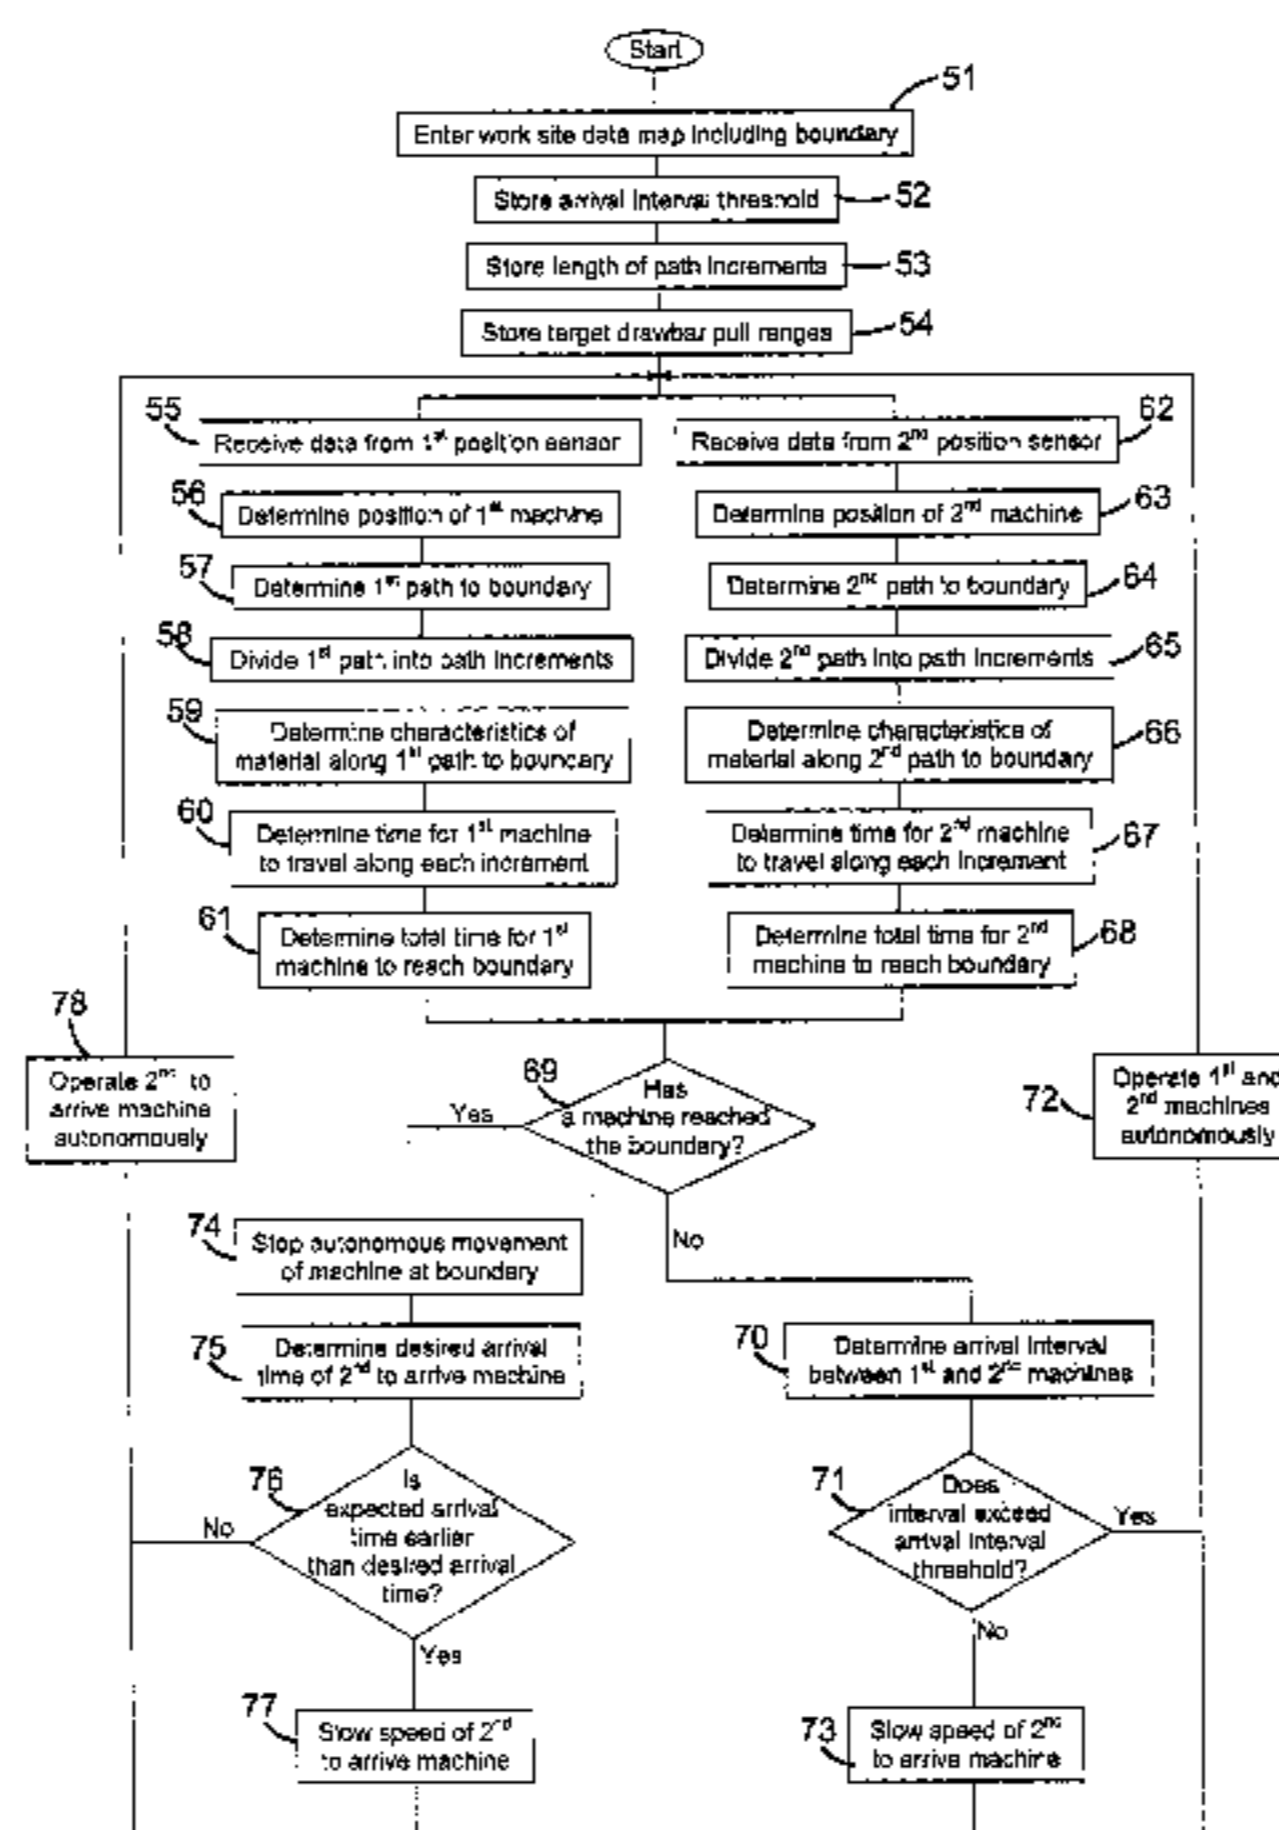 Start
51
Enter work site data map including boundary
Store arrival interval threshold
52
Store length of path increments
53
Store target drawbar pull ranges
54
55
Receive data from 1st position sensor
56
Determine position of 1st machine
57
Determine 1st path to boundary
58
Divide 1st path into path increments
59
Determine characteristics of
material along 1st path to boundary
60
Determine time for 1st machine
to travel along each increment
61
Determine total time for 1st
machine to reach boundary
62
Receive data from 2nd position sensor
63
Determine position of 2nd machine
64
Determine 2nd path to boundary
65
Divide 2nd path into path increments
66
Determine characteristics of
material along 2nd path to boundary
67
Determine time for 2nd machine
to travel along each increment
68
Determine total time for 2nd
machine to reach boundary
69
Has
a machine reached
the boundary?
Yes
No
78
Operate 2nd to
arrive machine
autonomously
72
Operate 1st and
2nd machines
autonomously
74
Stop autonomous movement
of machine at boundary
75
Determine desired arrival
time of 2nd to arrive machine
76
Is
expected arrival
time earlier
than desired arrival
time?
No
Yes
77
Slow speed of 2nd
to arrive machine
70
Determine arrival interval
between 1st and 2nd machines
71
Does
interval exceed
arrival interval
threshold?
Yes
No
73
Slow speed of 2nd
to arrive machine